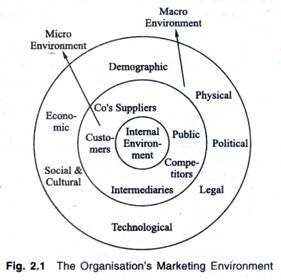 Micro
Environment
Macro
Environment
Demographic
Physical
Co's Suppliers
Econo-
mic
Custo-
mers
Internal
Environ-
ment
Public
Political
Compe-
titors
Social &
Cultural
Intermediaries
Legal
Technological
Fig. 2.1 The Organisation's Marketing Environment